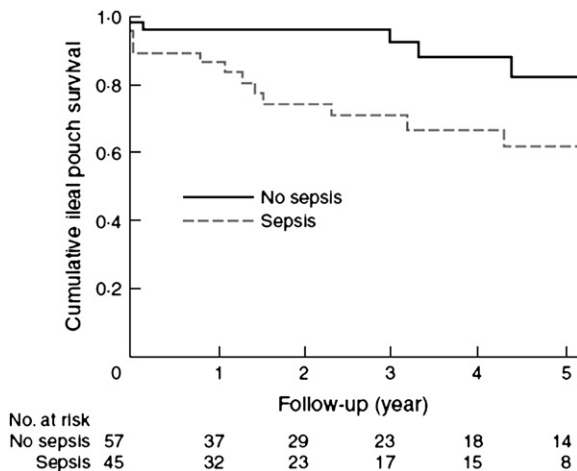 Cumulative ileal pouch survival
1·0
0·8
0·6
0·4
0·2
No sepsis
Sepsis
0 1 2 3 4 5
Follow-up (year)
No. at risk
No sepsis 57 37 29 23 18 14
Sepsis 45 32 23 17 15 8